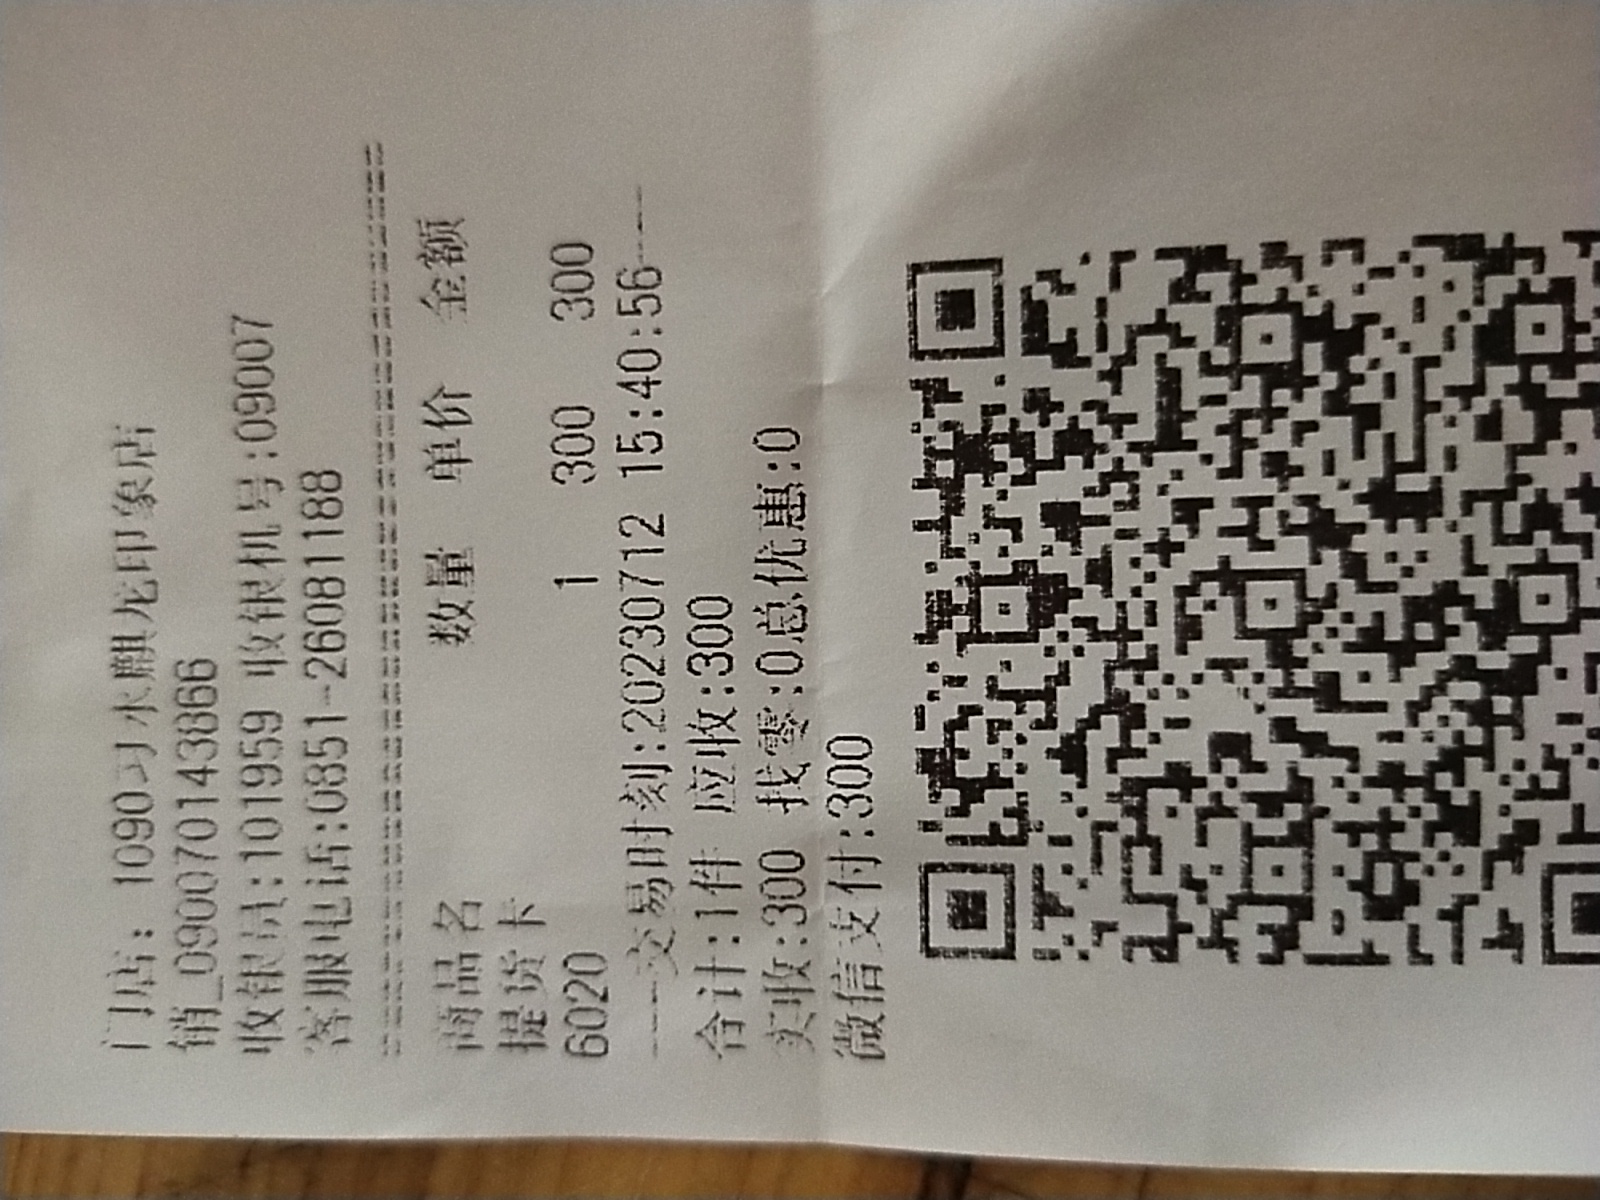 门店：1090习水麒龙印象店
销_090070143866
收银员:101959 收银机号:09007
客服电话:0851-26081188
================================
商品名 数量 单价 金额
提货卡
6020 1 300 300
----交易时刻:20230712 15:40:56----
合计:1件 应收:300
实收:300 找零:0总优惠:0
微信支付:300